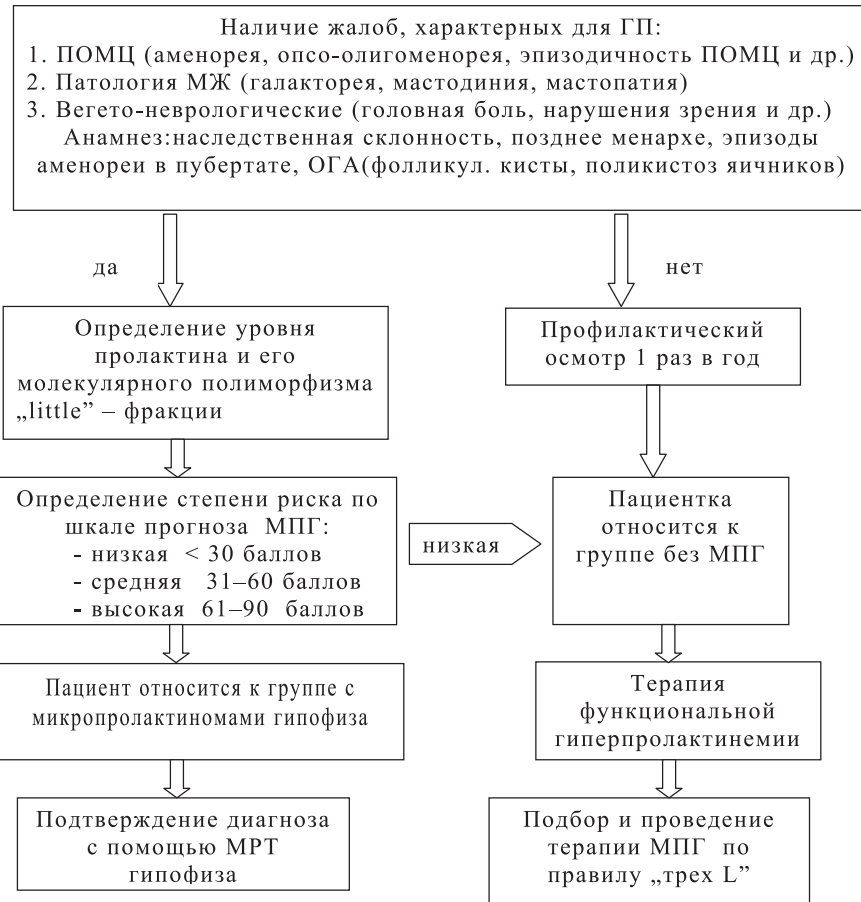 Наличие жалоб, характерных для ГП:
1. ПОМЦ (аменорея, опсо-олигоменорея, эпизодичность ПОМЦ и др.)
2. Патология МЖ (галакторея, мастодиния, мастопатия)
3. Вегето-неврологические (головная боль, нарушения зрения и др.)
Анамнез:наследственная склонность, позднее менархе, эпизоды
аменореи в пубертате, ОГА(фолликул. кисты, поликистоз яичников)
да
нет
Определение уровня
пролактина и его
молекулярного полиморфизма
„little” – фракции
Профилактический
осмотр 1 раз в год
Определение степени риска по
шкале прогноза МПГ:
- низкая < 30 баллов
- средняя 31–60 баллов
- высокая 61–90 баллов
низкая
Пациентка
относится к
группе без МПГ
Пациент относится к группе с
микропролактиномами гипофиза
Терапия
функциональной
гиперпролактинемии
Подтверждение диагноза
с помощью МРТ
гипофиза
Подбор и проведение
терапии МПГ по
правилу „трех L”